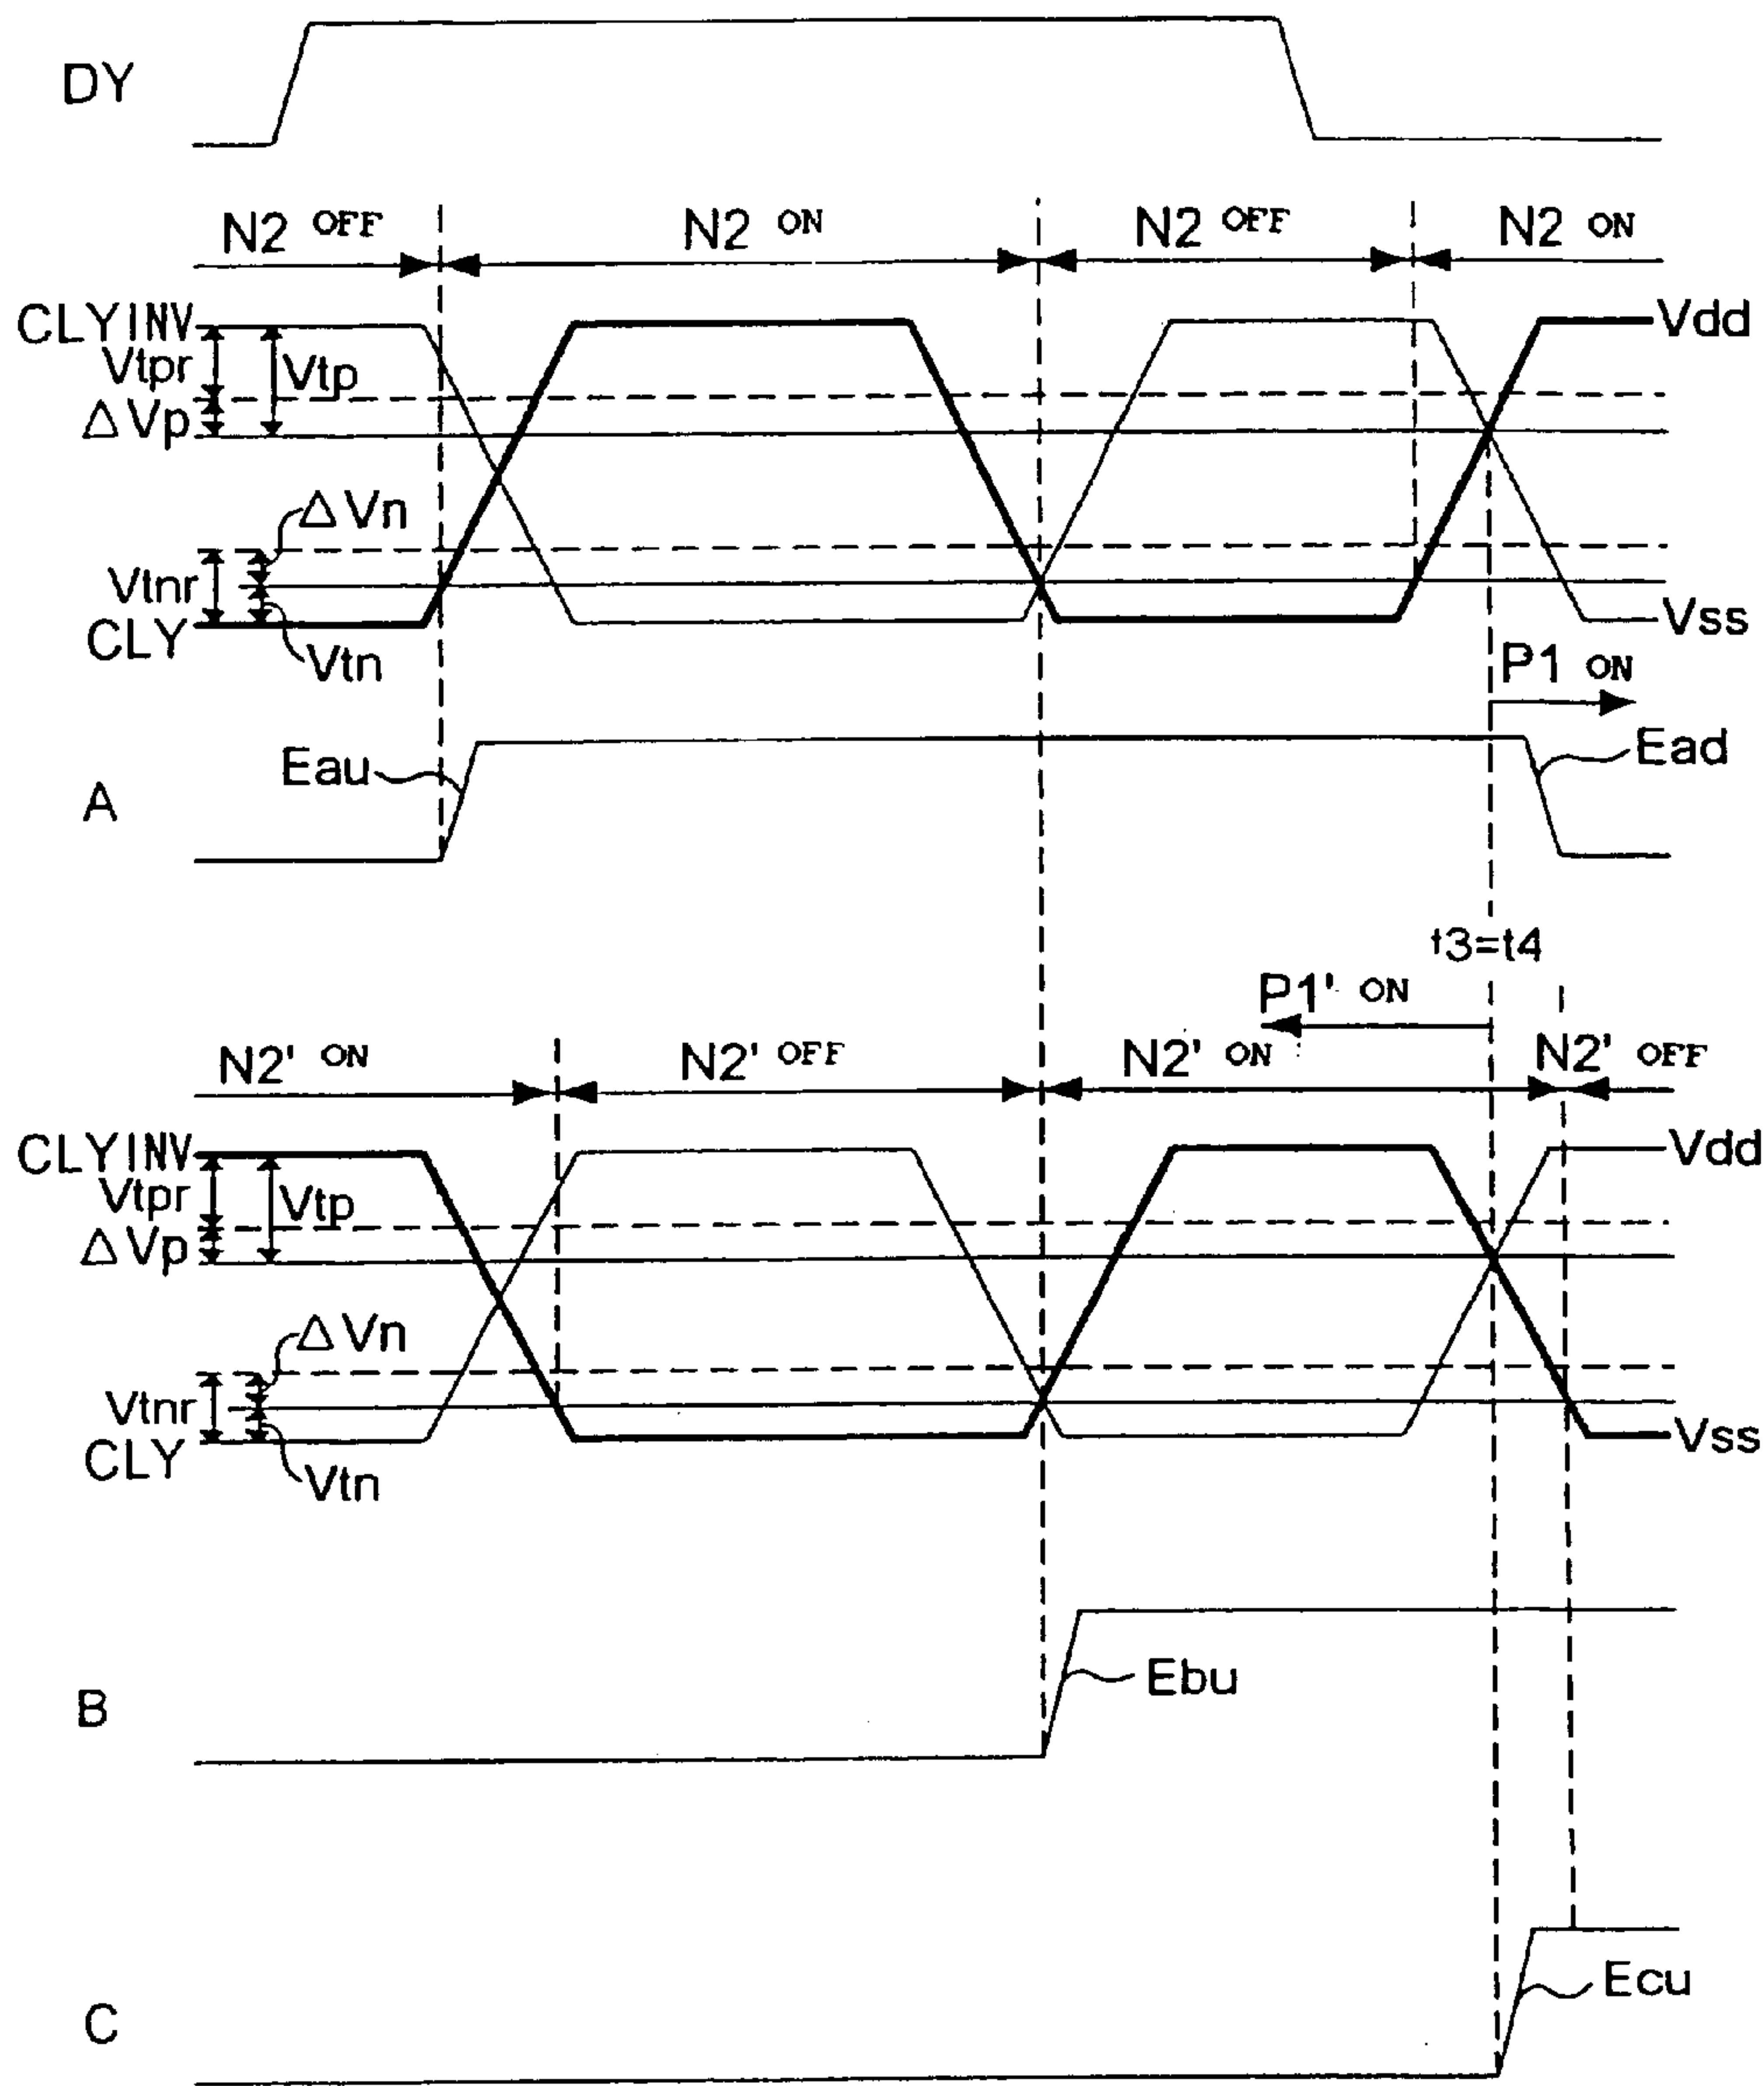 DY
N2 OFF N2 ON N2 OFF N2 ON
CLYINV Vdd
Vtpr Vtp
ΔVp
ΔVn
Vtnr
CLY Vss
Vtn
P1 ON
Eau Ead
A
t3=t4
P1' ON
N2' ON N2' OFF N2' ON N2' OFF
CLYINV Vdd
Vtpr Vtp
ΔVp
ΔVn
Vtnr
CLY Vss
Vtn
Ebu
B
Ecu
C